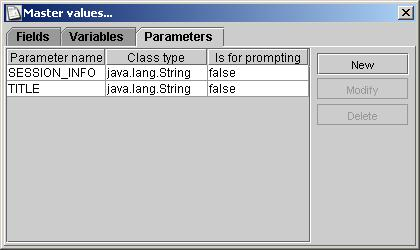 Master values...
Fields Variables Parameters
Parameter name Class type Is for prompting
SESSION_INFO java.lang.String false
TITLE java.lang.String false
New
Modify
Delete